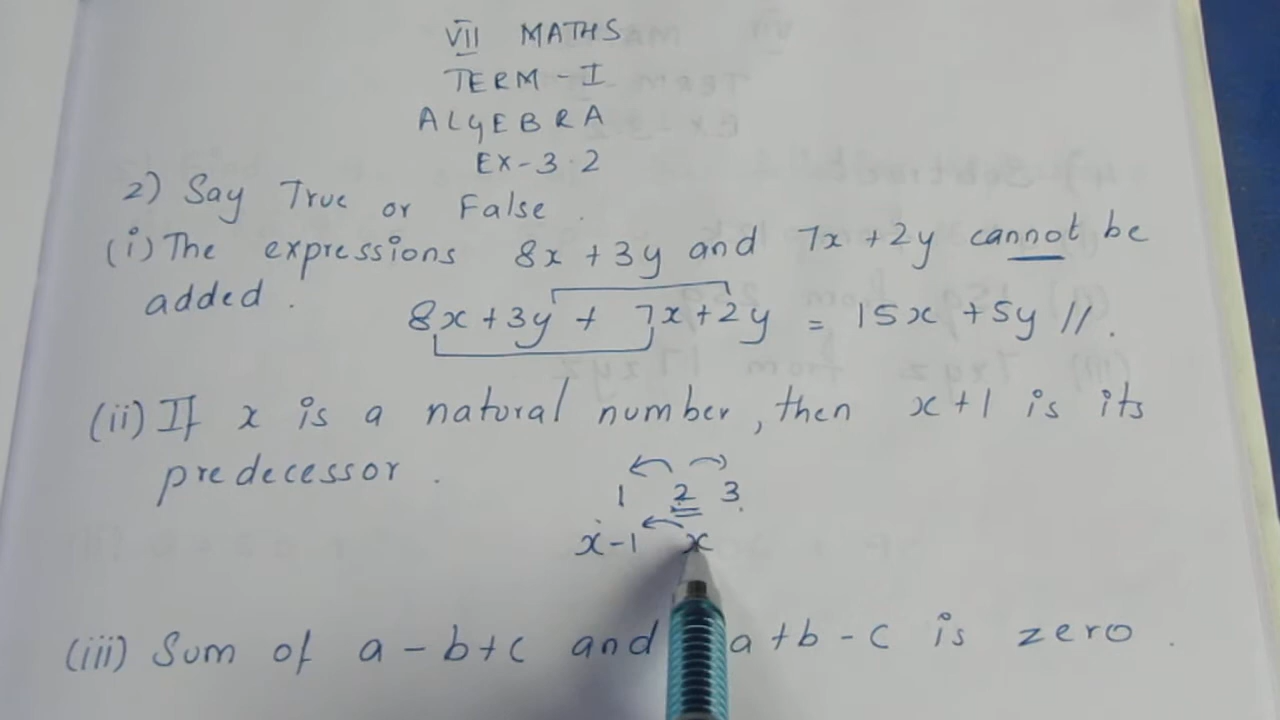 VII MATHS
TERM - I
ALGEBRA
EX - 3.2
2) Say True or False.
(i) The expressions 8x + 3y and 7x + 2y cannot be
added.
8x + 3y + 7x + 2y = 15x + 5y //.
(ii) If x is a natural number, then x + 1 is its
predecessor.
1 2 3
x - 1 x
(iii) Sum of a - b + c and a + b - c is zero.